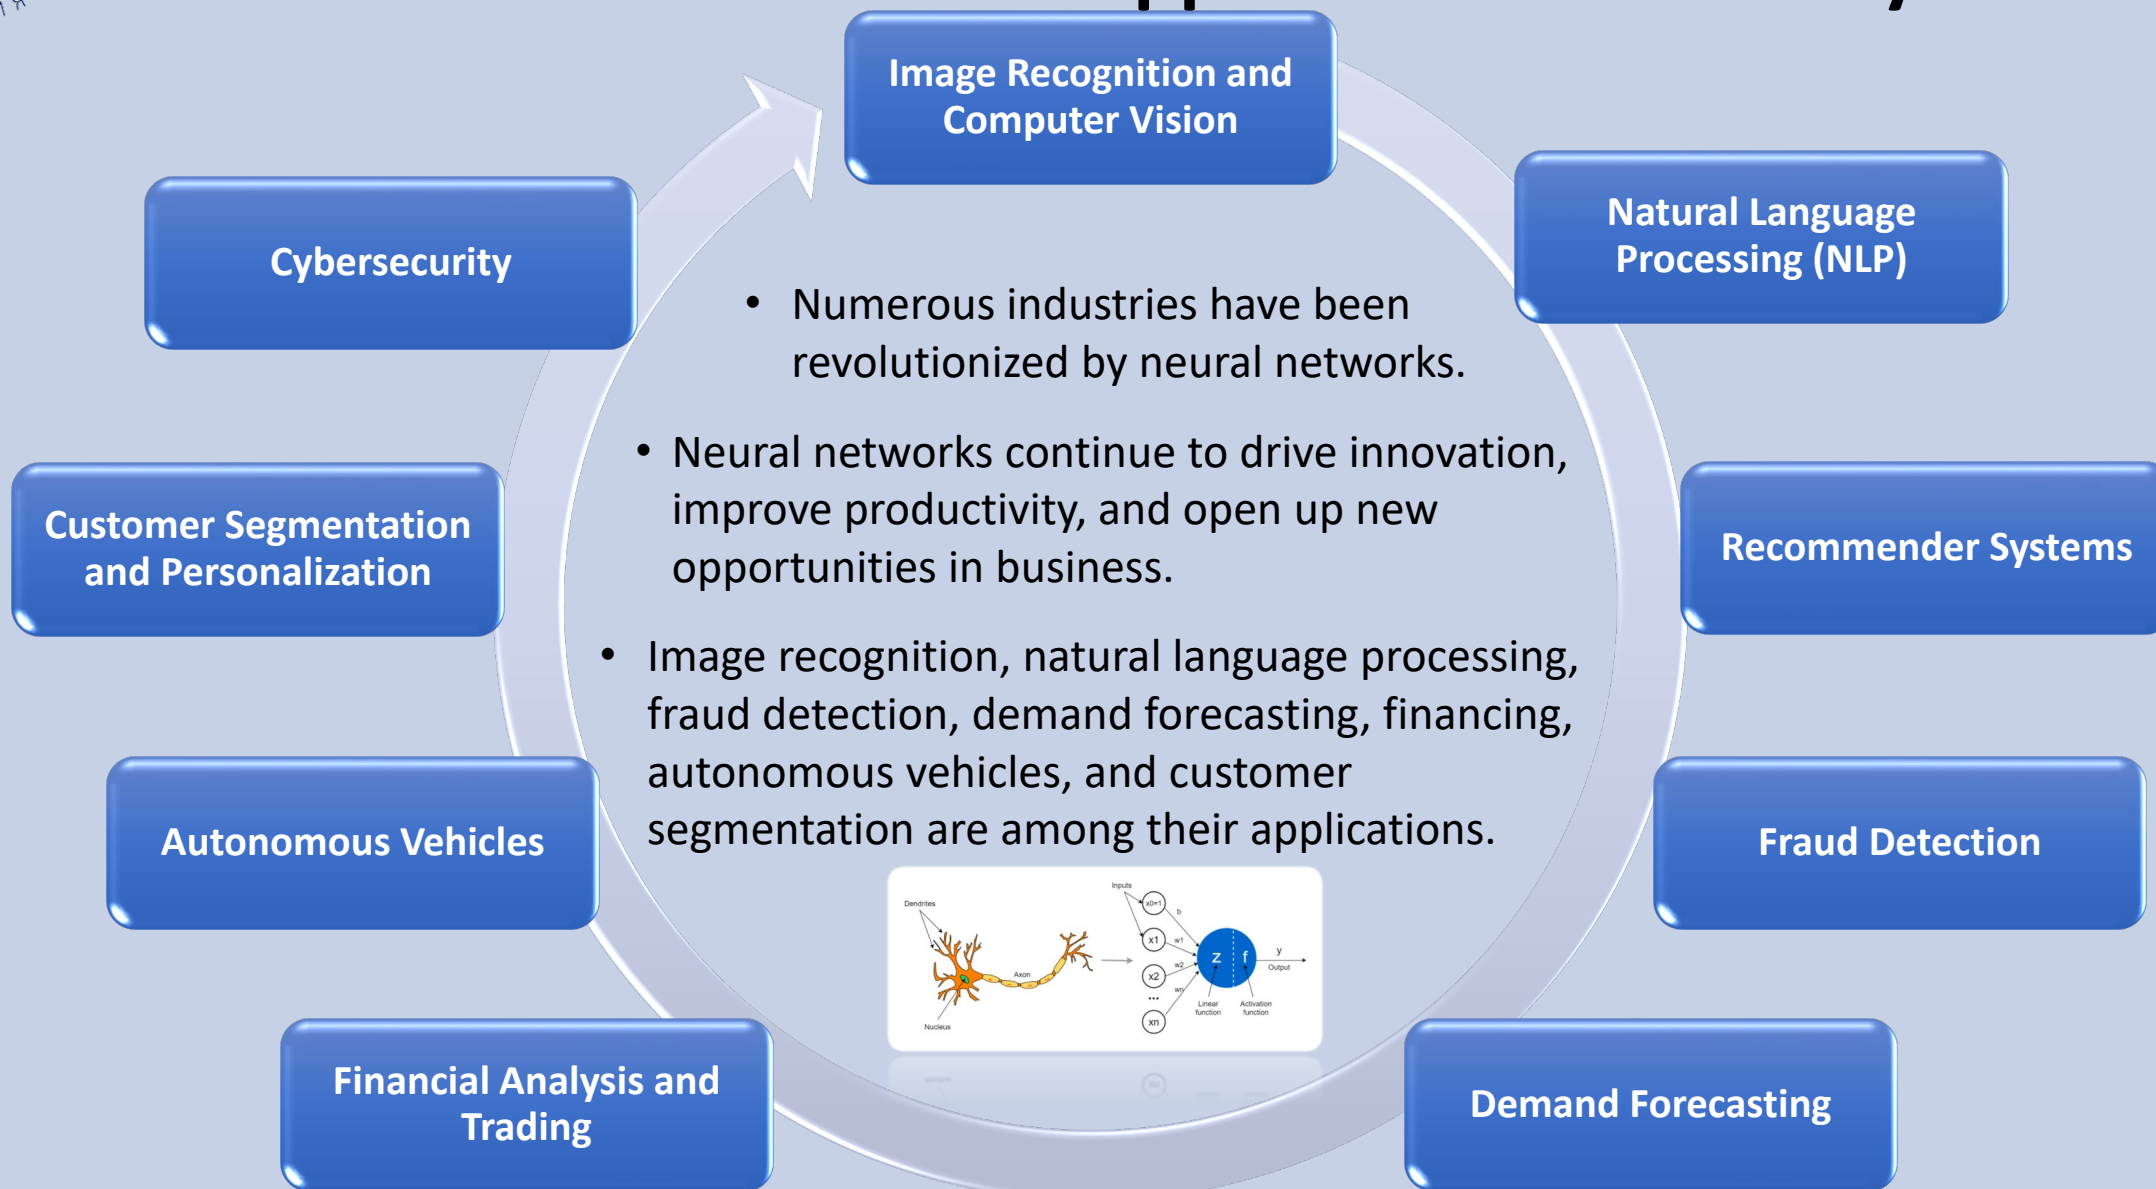 Image Recognition and
Computer Vision
Natural Language
Processing (NLP)
Recommender Systems
Fraud Detection
Demand Forecasting
Financial Analysis and
Trading
Autonomous Vehicles
Customer Segmentation
and Personalization
Cybersecurity
• Numerous industries have been
revolutionized by neural networks.
• Neural networks continue to drive innovation,
improve productivity, and open up new
opportunities in business.
• Image recognition, natural language processing,
fraud detection, demand forecasting, financing,
autonomous vehicles, and customer
segmentation are among their applications.
Dendrites
Axon
Nucleus
Inputs
x0=1
b
x1
w1
x2
w2
...
wn
xn
z
f
y
Output
Linear
function
Activation
function